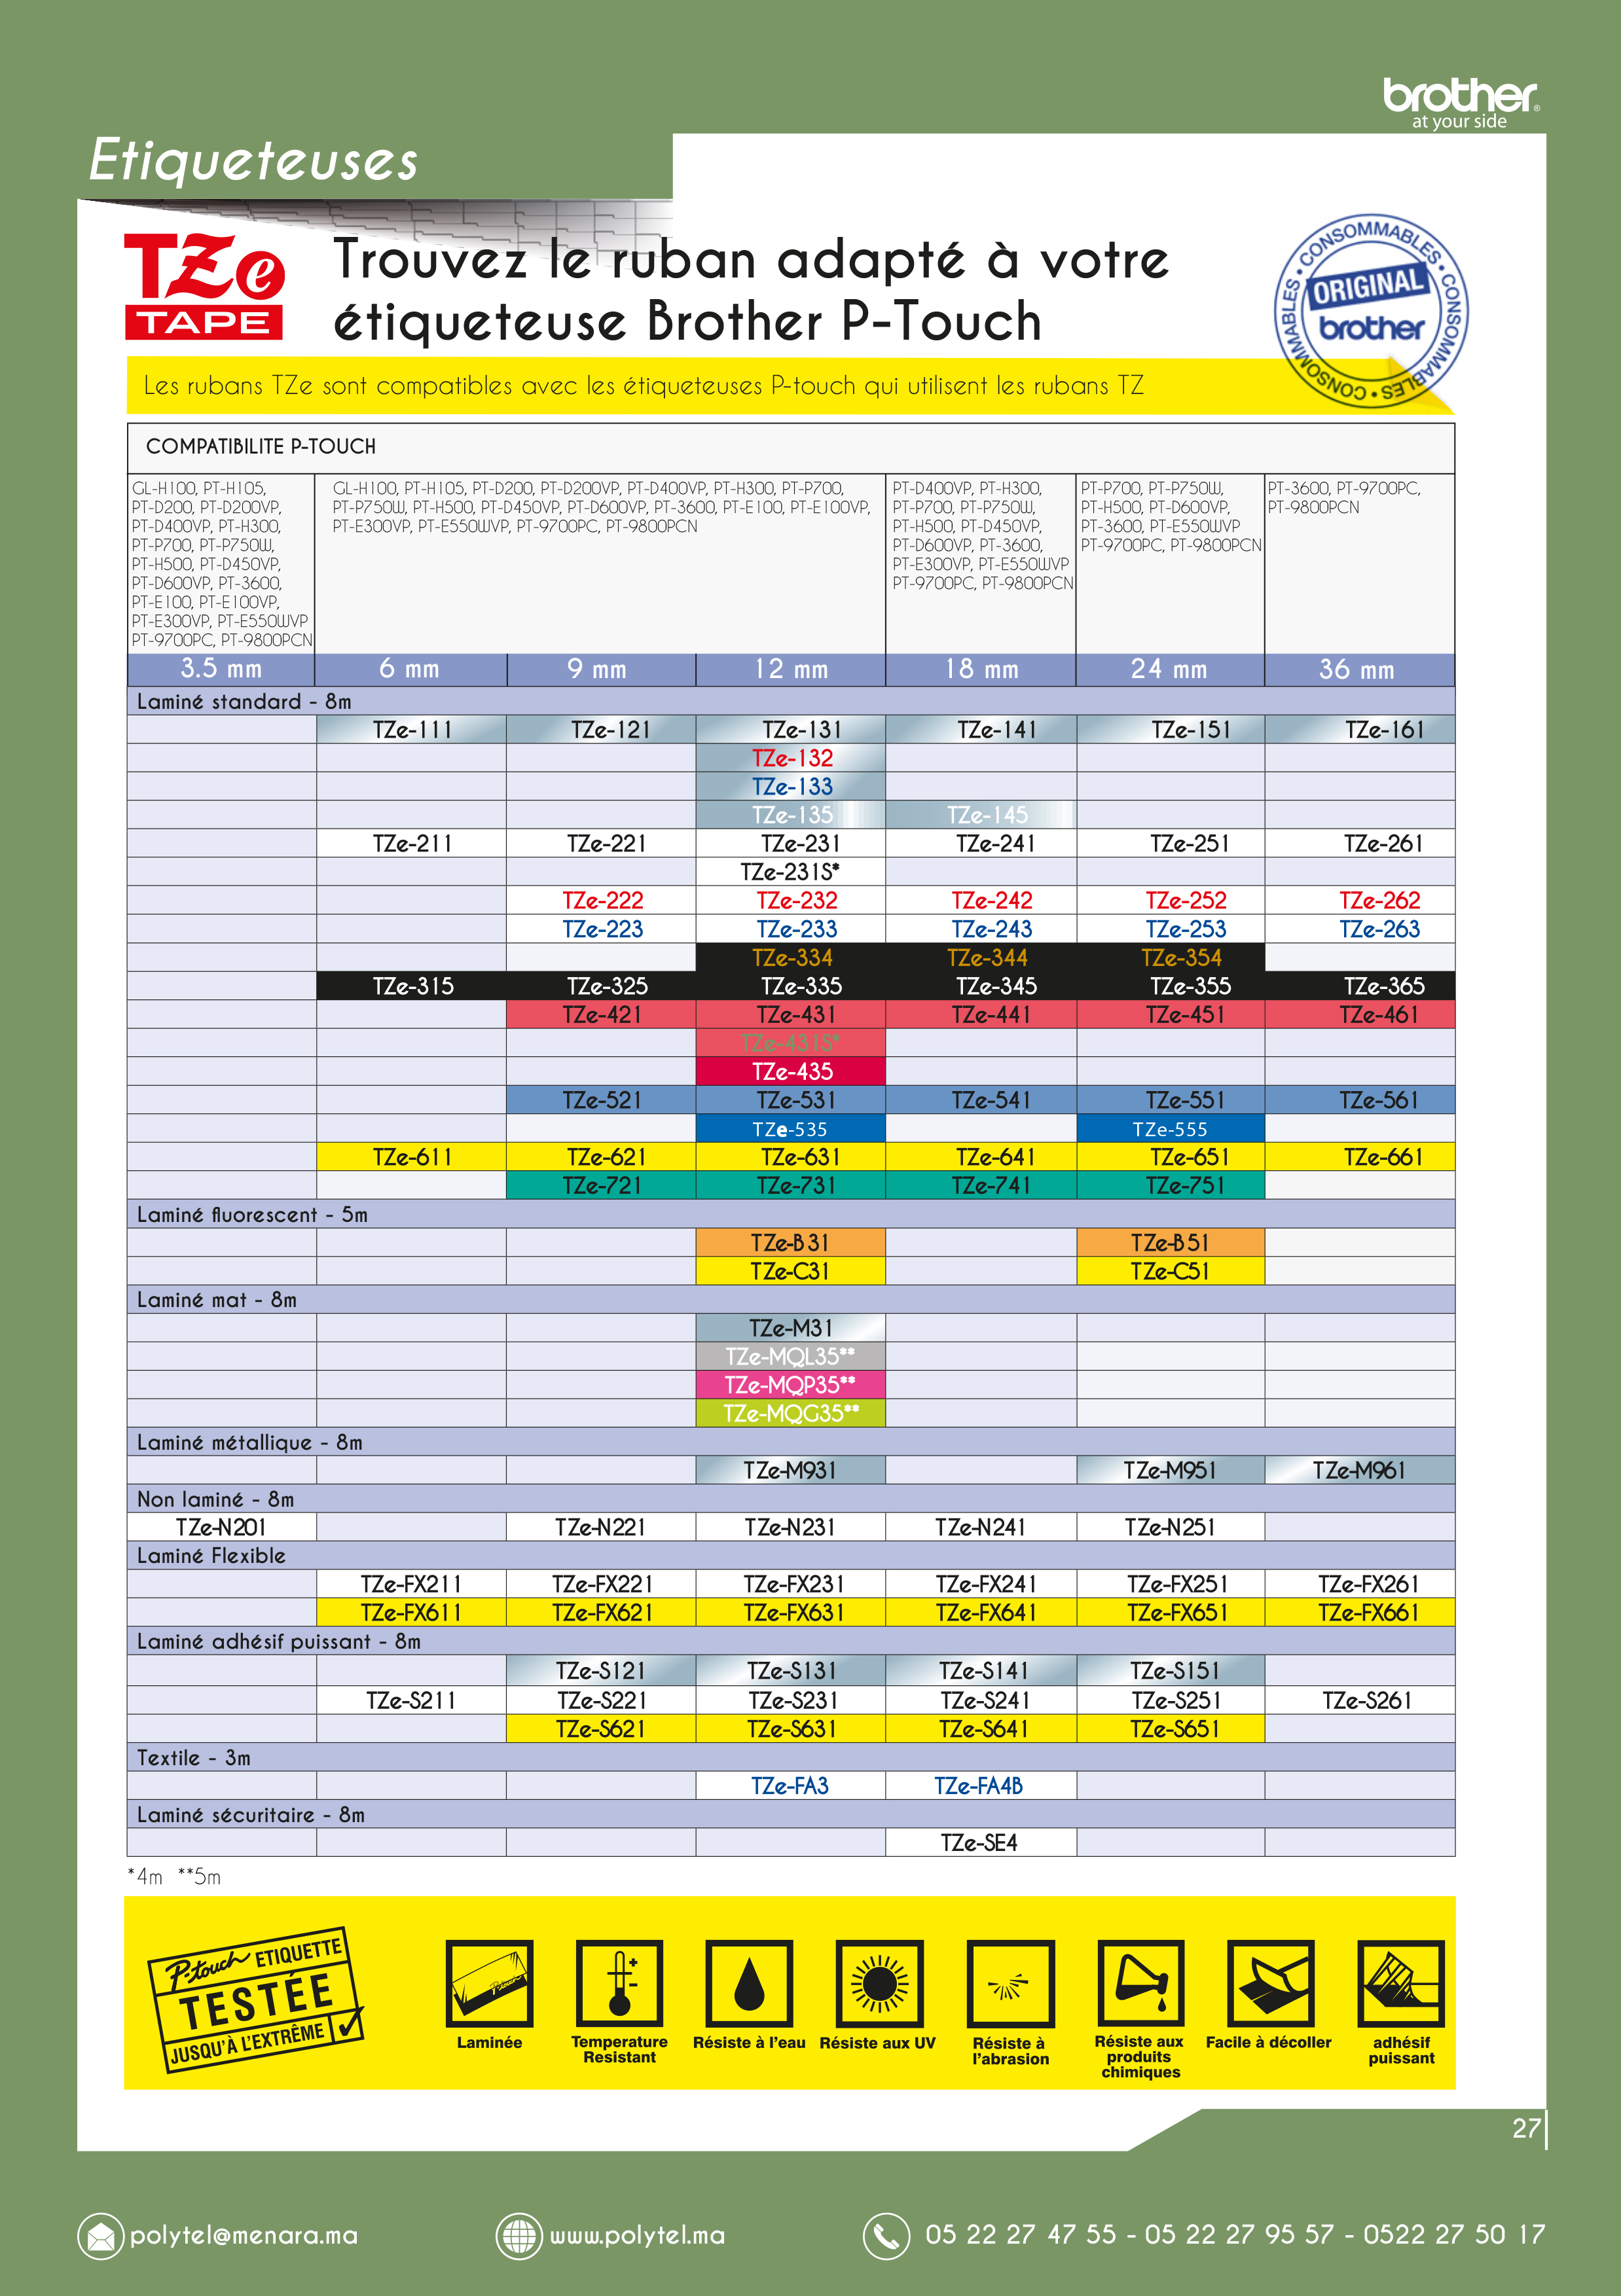 brother
at your side
Etiqueteuses
TZe
TAPE
Trouvez le ruban adapté à votre
étiqueteuse Brother P-Touch
CONSOMMABLES • CONSOMMABLES • CONSOMMABLES •
ORIGINAL
brother
Les rubans TZe sont compatibles avec les étiqueteuses P-touch qui utilisent les rubans TZ
COMPATIBILITE P-TOUCH
GL-H100, PT-H105,
PT-D200, PT-D200VP,
PT-D400VP, PT-H300,
PT-P700, PT-P750W,
PT-H500, PT-D450VP,
PT-D600VP, PT-3600,
PT-E100, PT-E100VP,
PT-E300VP, PT-E550WVP
PT-9700PC, PT-9800PCN
GL-H100, PT-H105, PT-D200, PT-D200VP, PT-D400VP, PT-H300, PT-P700,
PT-P750W, PT-H500, PT-D450VP, PT-D600VP, PT-3600, PT-E100, PT-E100VP,
PT-E300VP, PT-E550WVP, PT-9700PC, PT-9800PCN
PT-D400VP, PT-H300,
PT-P700, PT-P750W,
PT-H500, PT-D450VP,
PT-D600VP, PT-3600,
PT-E300VP, PT-E550WVP
PT-9700PC, PT-9800PCN
PT-P700, PT-P750W,
PT-H500, PT-D600VP,
PT-3600, PT-E550WVP
PT-9700PC, PT-9800PCN
PT-3600, PT-9700PC,
PT-9800PCN
3.5 mm 6 mm 9 mm 12 mm 18 mm 24 mm 36 mm
Laminé standard - 8m
TZe-111 TZe-121 TZe-131 TZe-141 TZe-151 TZe-161
TZe-132
TZe-133
TZe-135 TZe-145
TZe-211 TZe-221 TZe-231 TZe-241 TZe-251 TZe-261
TZe-231S*
TZe-222 TZe-232 TZe-242 TZe-252 TZe-262
TZe-223 TZe-233 TZe-243 TZe-253 TZe-263
TZe-334 TZe-344 TZe-354
TZe-315 TZe-325 TZe-335 TZe-345 TZe-355 TZe-365
TZe-421 TZe-431 TZe-441 TZe-451 TZe-461
TZe-431S*
TZe-435
TZe-521 TZe-531 TZe-541 TZe-551 TZe-561
TZe-535 TZe-555
TZe-611 TZe-621 TZe-631 TZe-641 TZe-651 TZe-661
TZe-721 TZe-731 TZe-741 TZe-751
Laminé fluorescent - 5m
TZe-B31 TZe-B51
TZe-C31 TZe-C51
Laminé mat - 8m
TZe-M31
TZe-MQL35**
TZe-MQP35**
TZe-MQG35**
Laminé métallique - 8m
TZe-M931 TZe-M951 TZe-M961
Non laminé - 8m
TZe-N201 TZe-N221 TZe-N231 TZe-N241 TZe-N251
Laminé Flexible
TZe-FX211 TZe-FX221 TZe-FX231 TZe-FX241 TZe-FX251 TZe-FX261
TZe-FX611 TZe-FX621 TZe-FX631 TZe-FX641 TZe-FX651 TZe-FX661
Laminé adhésif puissant - 8m
TZe-S121 TZe-S131 TZe-S141 TZe-S151
TZe-S211 TZe-S221 TZe-S231 TZe-S241 TZe-S251 TZe-S261
TZe-S621 TZe-S631 TZe-S641 TZe-S651
Textile - 3m
TZe-FA3 TZe-FA4B
Laminé sécuritaire - 8m
TZe-SE4
*4m **5m
P-touch ETIQUETTE
TESTÉE
JUSQU'À L'EXTRÊME
Laminée
Temperature
Resistant
Résiste à l'eau
Résiste aux UV
Résiste à
l'abrasion
Résiste aux
produits
chimiques
Facile à décoller
adhésif
puissant
27
polytel@menara.ma
www.polytel.ma
05 22 27 47 55 - 05 22 27 95 57 - 0522 27 50 17